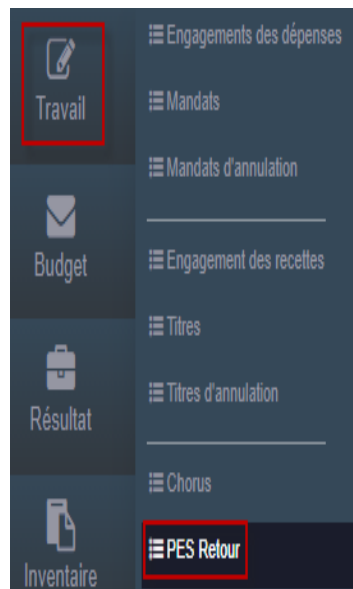 Travail
Budget
Résultat
Inventaire
Engagements des dépenses
Mandats
Mandats d'annulation
Engagement des recettes
Titres
Titres d'annulation
Chorus
PES Retour